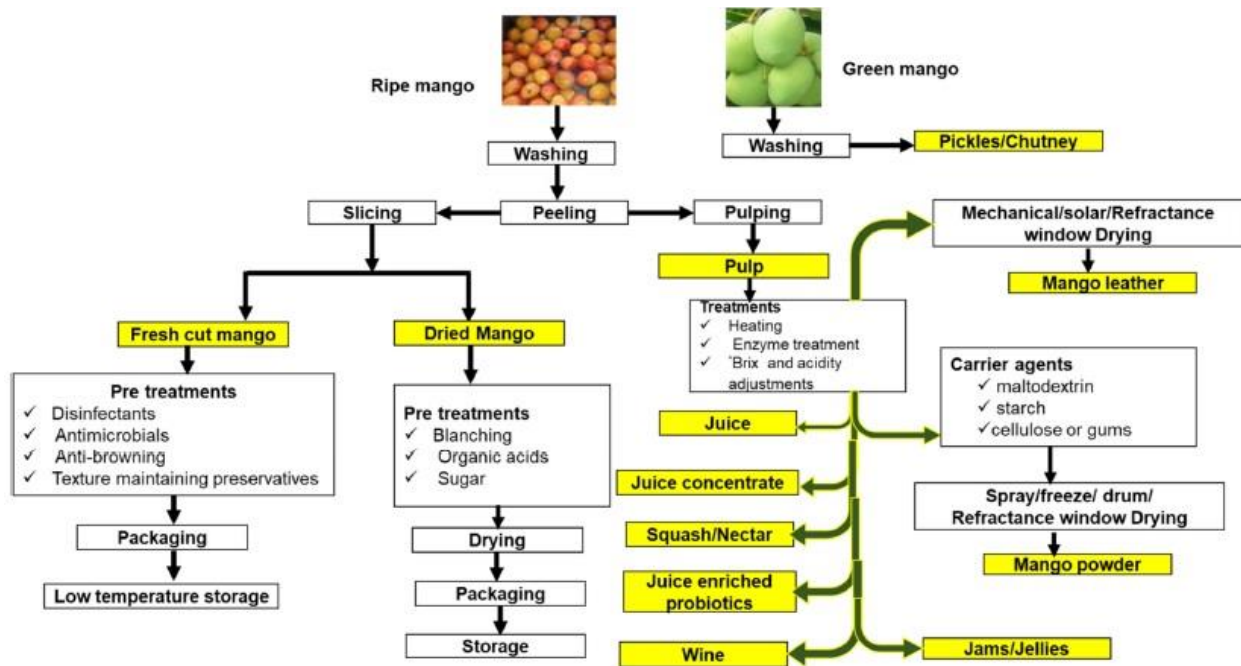 Ripe mango
Green mango
Washing
Washing
Pickles/Chutney
Slicing
Peeling
Pulping
Mechanical/solar/Refractance
window Drying
Pulp
Mango leather
Treatments
✓ Heating
✓ Enzyme treatment
✓ °Brix and acidity
adjustments
Fresh cut mango
Dried Mango
Carrier agents
✓ maltodextrin
✓ starch
✓ cellulose or gums
Pre treatments
✓ Disinfectants
✓ Antimicrobials
✓ Anti-browning
✓ Texture maintaining preservatives
Pre treatments
✓ Blanching
✓ Organic acids
✓ Sugar
Juice
Juice concentrate
Spray/freeze/ drum/
Refractance window Drying
Packaging
Drying
Squash/Nectar
Mango powder
Low temperature storage
Packaging
Juice enriched
probiotics
Storage
Wine
Jams/Jellies